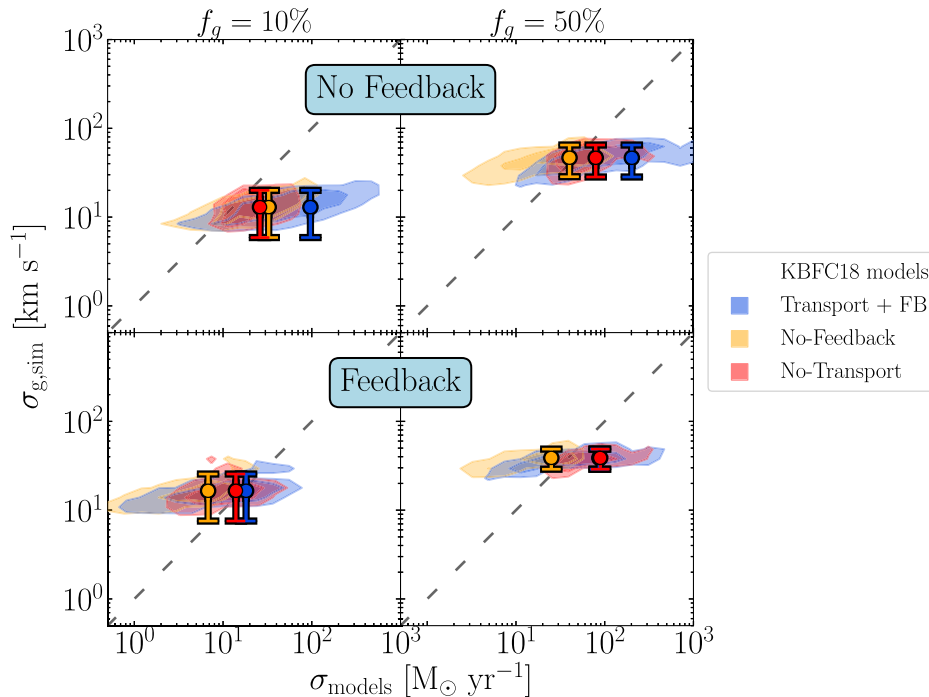 f_g = 10%
f_g = 50%
10^3
10^2
10^1
10^0
No Feedback
σ_g,sim [km s^−1]
10^2
10^1
10^0
Feedback
10^0 10^1 10^2 10^3
10^0 10^1 10^2 10^3
σ_models [M_⊙ yr^−1]
KBFC18 models
Transport + FB
No-Feedback
No-Transport